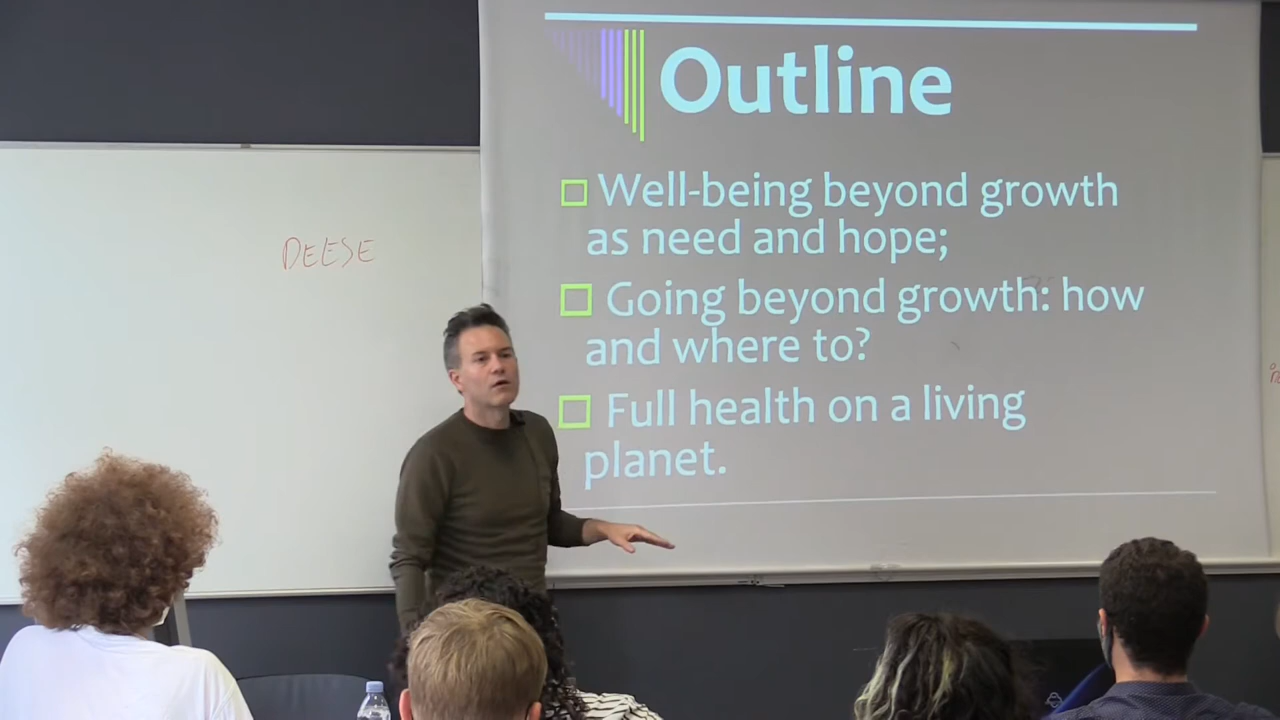 Outline
Well-being beyond growth
as need and hope;
Going beyond growth: how
and where to?
Full health on a living
planet.
DEESE